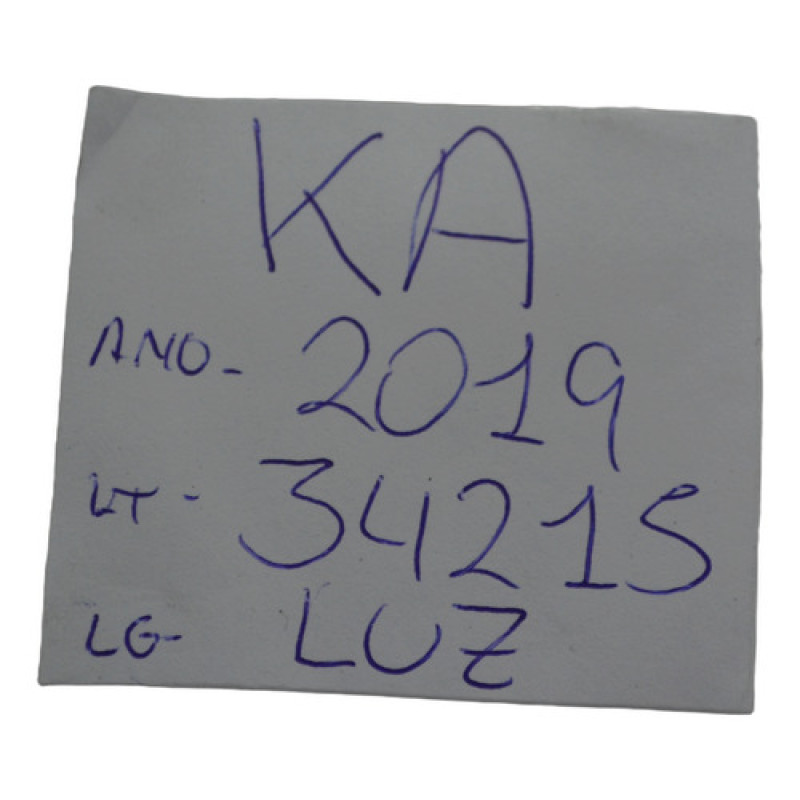 KA
ANO- 2019
LT- 34215
LG- LUZ